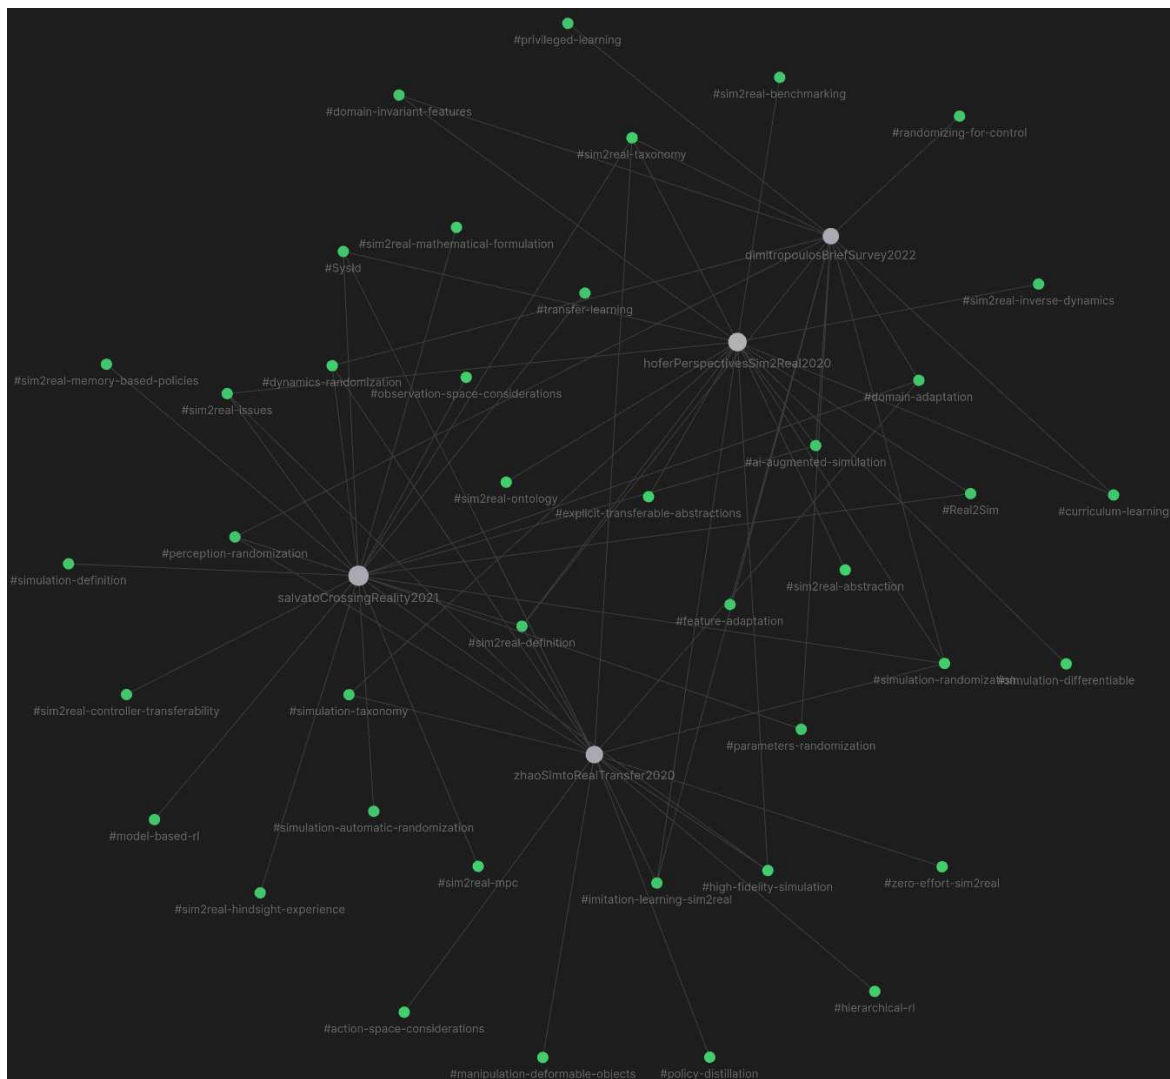 #privileged-learning
#sim2real-benchmarking
#domain-invariant-features
#randomizing-for-control
#sim2real-taxonomy
#sim2real-mathematical-formulation
dimitropoulosBriefSurvey2022
#SysId
#sim2real-inverse-dynamics
#transfer-learning
hoferPerspectivesSim2Real2020
#sim2real-memory-based-policies
#dynamics-randomization
#observation-space-considerations
#domain-adaptation
#sim2real-issues
#ai-augmented-simulation
#sim2real-ontology
#explicit-transferable-abstractions
#Real2Sim
#curriculum-learning
#perception-randomization
#simulation-definition
#sim2real-abstraction
salvatoCrossingReality2021
#feature-adaptation
#sim2real-definition
#simulation-randomization
#simulation-differentiable
#sim2real-controller-transferability
#simulation-taxonomy
#parameters-randomization
zhaoSimtoRealTransfer2020
#model-based-rl
#simulation-automatic-randomization
#sim2real-mpc
#high-fidelity-simulation
#zero-effort-sim2real
#imitation-learning-sim2real
#sim2real-hindsight-experience
#hierarchical-rl
#action-space-considerations
#manipulation-deformable-objects
#policy-distillation